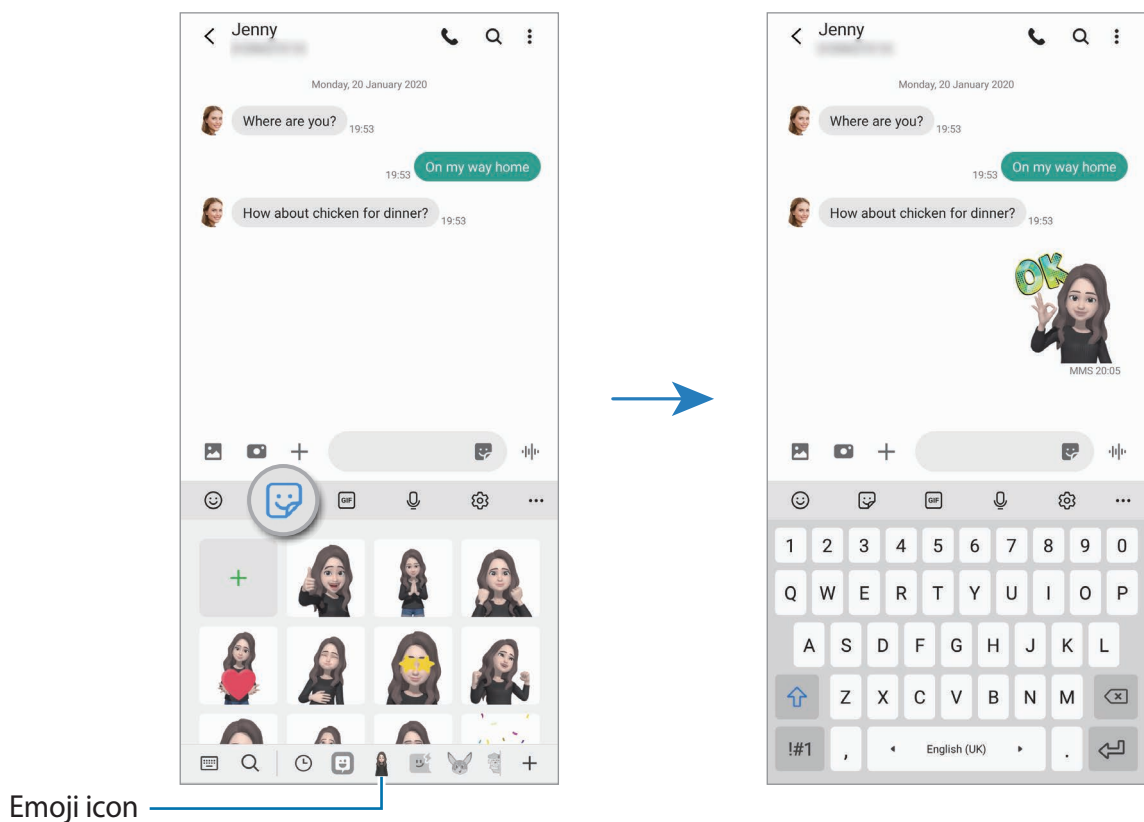 Jenny
Monday, 20 January 2020
Where are you?
19:53
19:53
On my way home
How about chicken for dinner?
19:53
GIF
Emoji icon
Jenny
Monday, 20 January 2020
Where are you?
19:53
19:53
On my way home
How about chicken for dinner?
19:53
OK
MMS 20:05
GIF
1 2 3 4 5 6 7 8 9 0
Q W E R T Y U I O P
A S D F G H J K L
Z X C V B N M
!#1 , English (UK) .